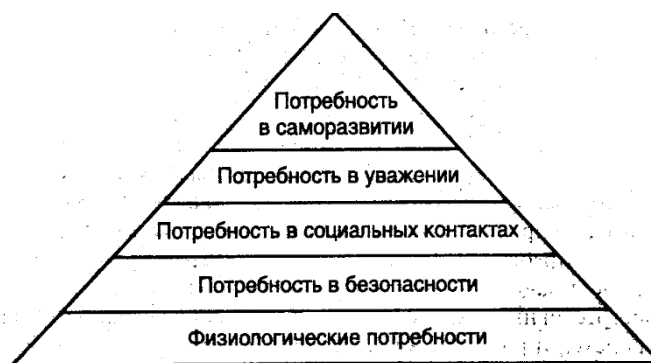 Потребность
в саморазвитии
Потребность в уважении
Потребность в социальных контактах
Потребность в безопасности
Физиологические потребности